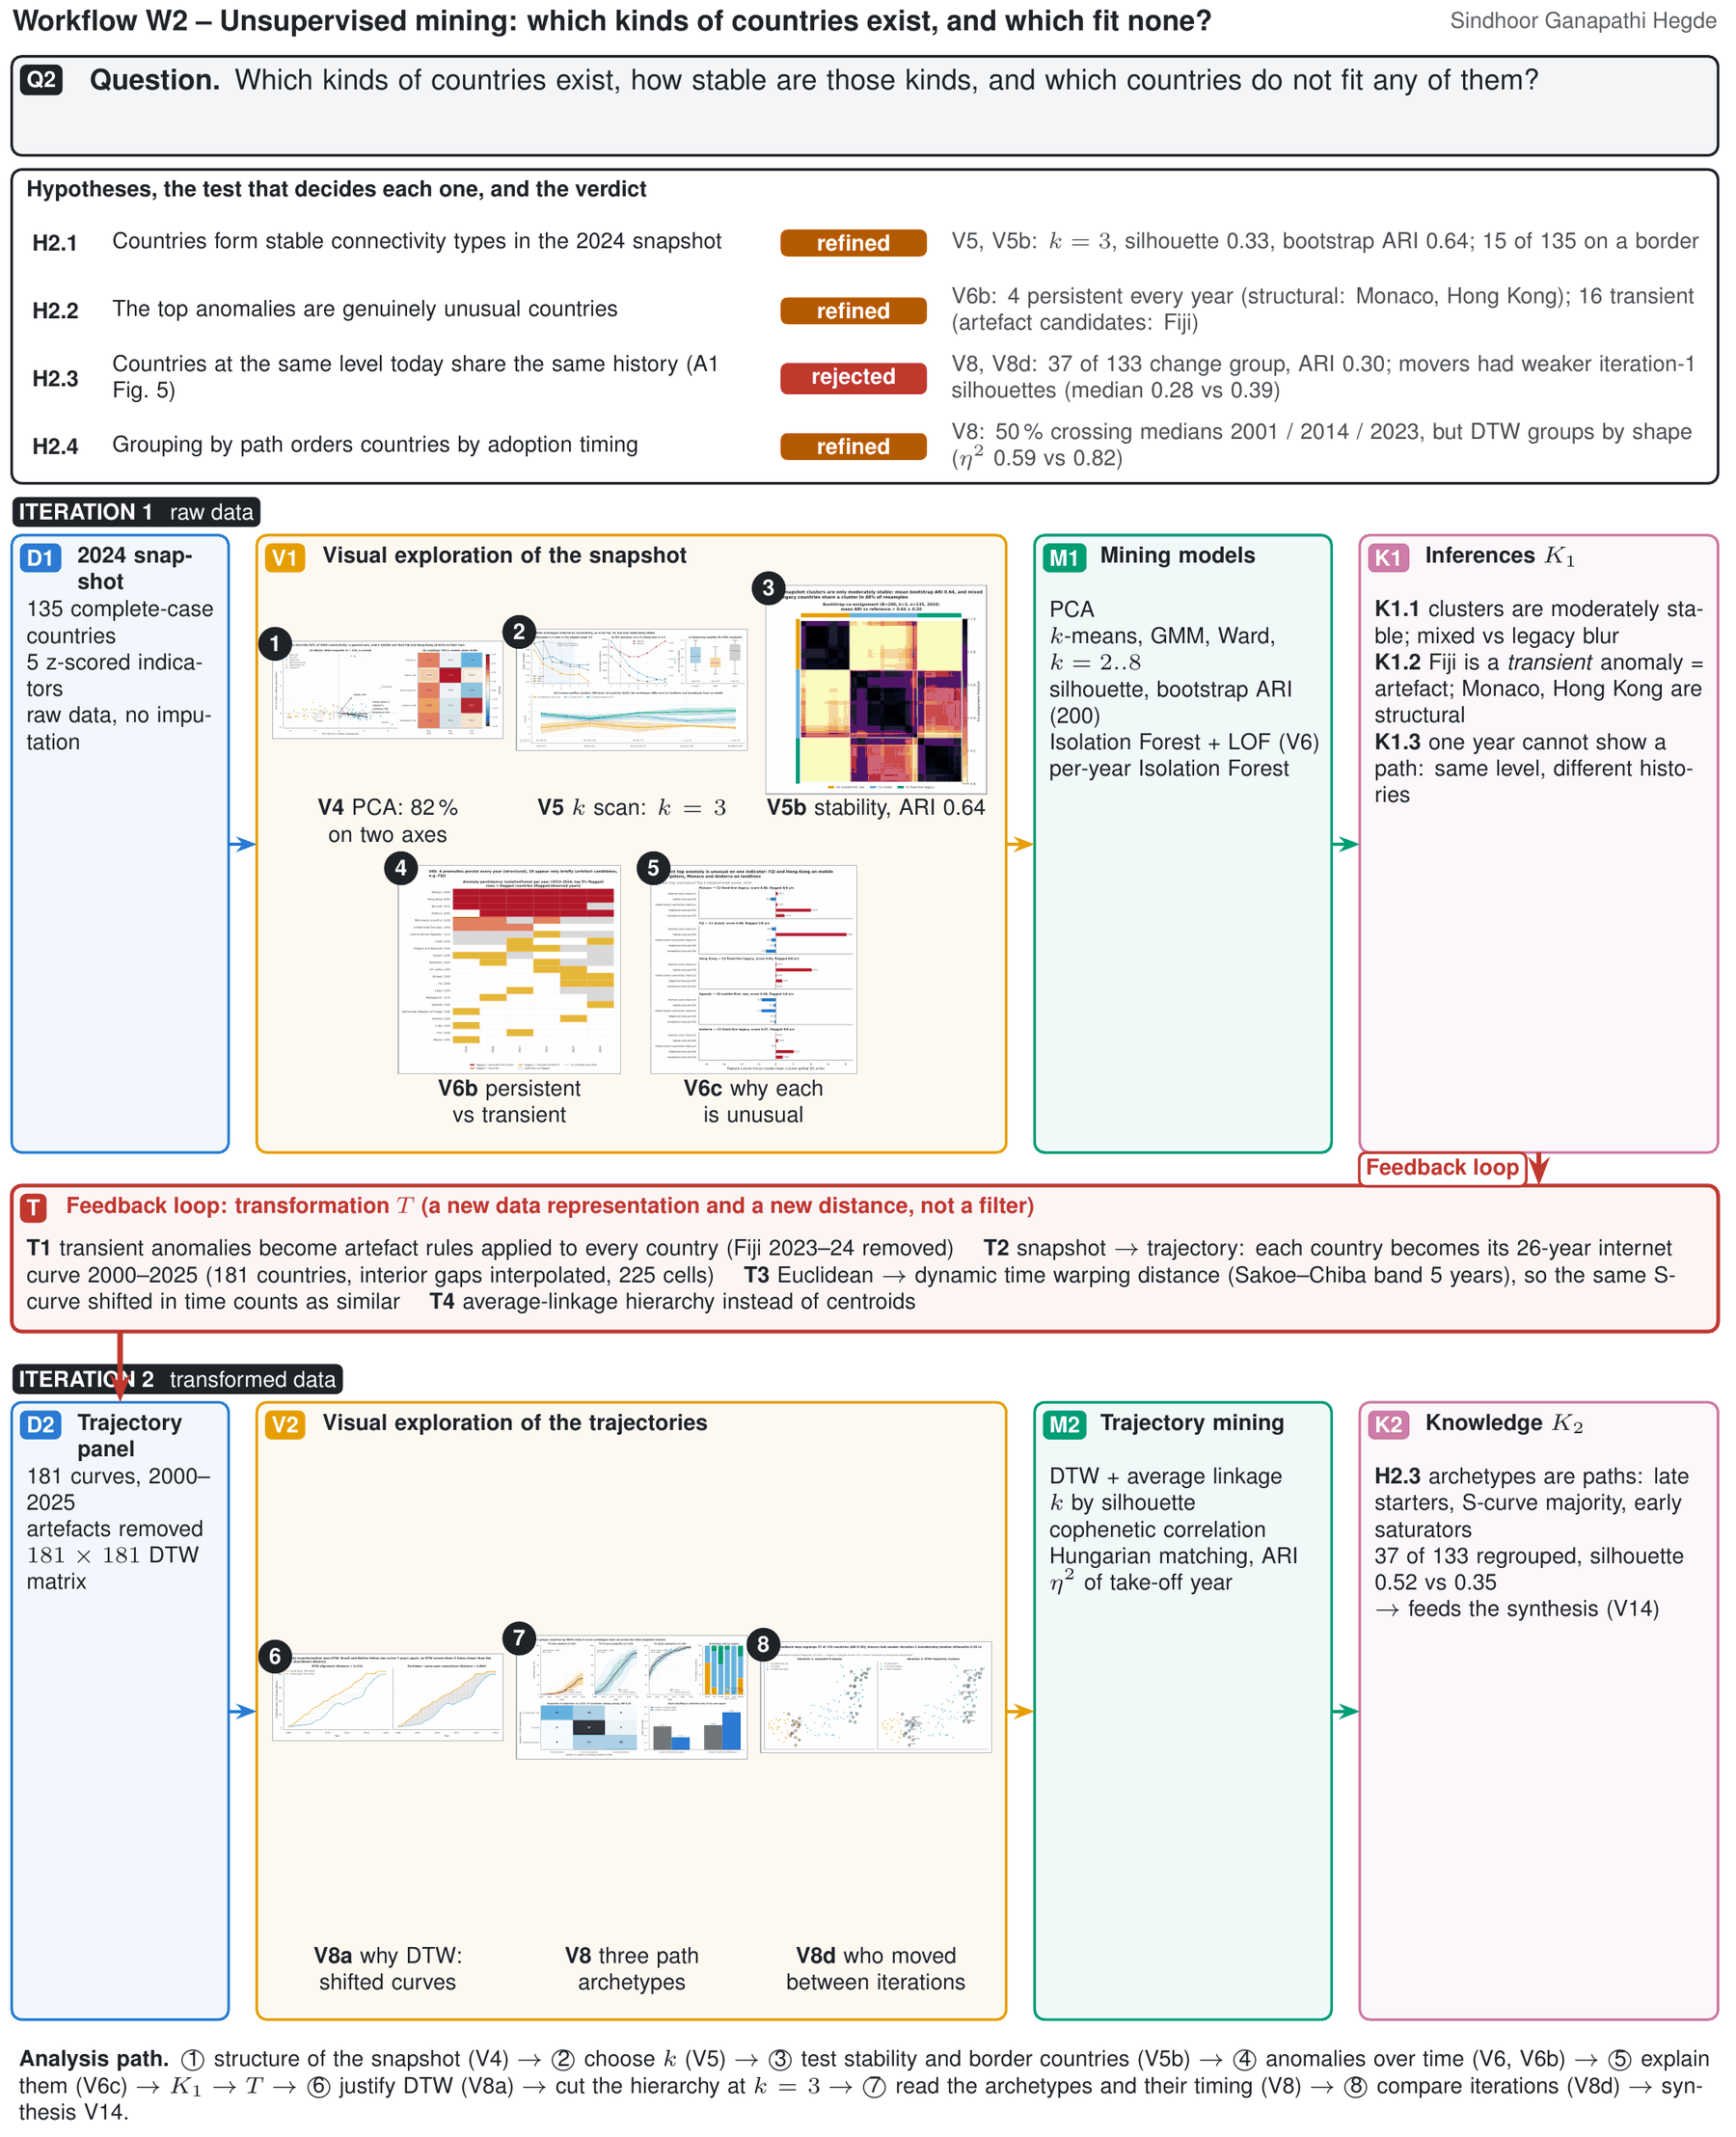 Workflow W2 – Unsupervised mining: which kinds of countries exist, and which fit none?
Sindhoor Ganapathi Hegde
Q2 Question. Which kinds of countries exist, how stable are those kinds, and which countries do not fit any of them?
Hypotheses, the test that decides each one, and the verdict
H2.1 Countries form stable connectivity types in the 2024 snapshot refined V5, V5b: k = 3, silhouette 0.33, bootstrap ARI 0.64; 15 of 135 on a border
H2.2 The top anomalies are genuinely unusual countries refined V6b: 4 persistent every year (structural: Monaco, Hong Kong); 16 transient
(artefact candidates: Fiji)
H2.3 Countries at the same level today share the same history (A1
Fig. 5)
rejected
V8, V8d: 37 of 133 change group, ARI 0.30; movers had weaker iteration-1
silhouettes (median 0.28 vs 0.39)
H2.4 Grouping by path orders countries by adoption timing refined V8: 50 % crossing medians 2001 / 2014 / 2023, but DTW groups by shape
(η² 0.59 vs 0.82)
ITERATION 1 raw data
D1 2024 snap-
shot
135 complete-case
countries
5 z-scored indica-
tors
raw data, no impu-
tation
V1 Visual exploration of the snapshot
1
2
3
V4 PCA: 82 %
on two axes
V5 k scan: k = 3
V5b stability, ARI 0.64
4
5
V6b persistent
vs transient
V6c why each
is unusual
M1 Mining models
PCA
k-means, GMM, Ward,
k = 2..8
silhouette, bootstrap ARI
(200)
Isolation Forest + LOF (V6)
per-year Isolation Forest
K1 Inferences K₁
K1.1 clusters are moderately sta-
ble; mixed vs legacy blur
K1.2 Fiji is a transient anomaly =
artefact; Monaco, Hong Kong are
structural
K1.3 one year cannot show a
path: same level, different histo-
ries
Feedback loop
T Feedback loop: transformation T (a new data representation and a new distance, not a filter)
T1 transient anomalies become artefact rules applied to every country (Fiji 2023–24 removed) T2 snapshot → trajectory: each country becomes its 26-year internet
curve 2000–2025 (181 countries, interior gaps interpolated, 225 cells) T3 Euclidean → dynamic time warping distance (Sakoe–Chiba band 5 years), so the same S-
curve shifted in time counts as similar T4 average-linkage hierarchy instead of centroids
ITERATION 2 transformed data
D2 Trajectory
panel
181 curves, 2000–
2025
artefacts removed
181 × 181 DTW
matrix
V2 Visual exploration of the trajectories
6
7
8
V8a why DTW:
shifted curves
V8 three path
archetypes
V8d who moved
between iterations
M2 Trajectory mining
DTW + average linkage
k by silhouette
cophenetic correlation
Hungarian matching, ARI
η² of take-off year
K2 Knowledge K₂
H2.3 archetypes are paths: late
starters, S-curve majority, early
saturators
37 of 133 regrouped, silhouette
0.52 vs 0.35
→ feeds the synthesis (V14)
Analysis path. ① structure of the snapshot (V4) → ② choose k (V5) → ③ test stability and border countries (V5b) → ④ anomalies over time (V6, V6b) → ⑤ explain
them (V6c) → K₁ → T → ⑥ justify DTW (V8a) → cut the hierarchy at k = 3 → ⑦ read the archetypes and their timing (V8) → ⑧ compare iterations (V8d) → syn-
thesis V14.